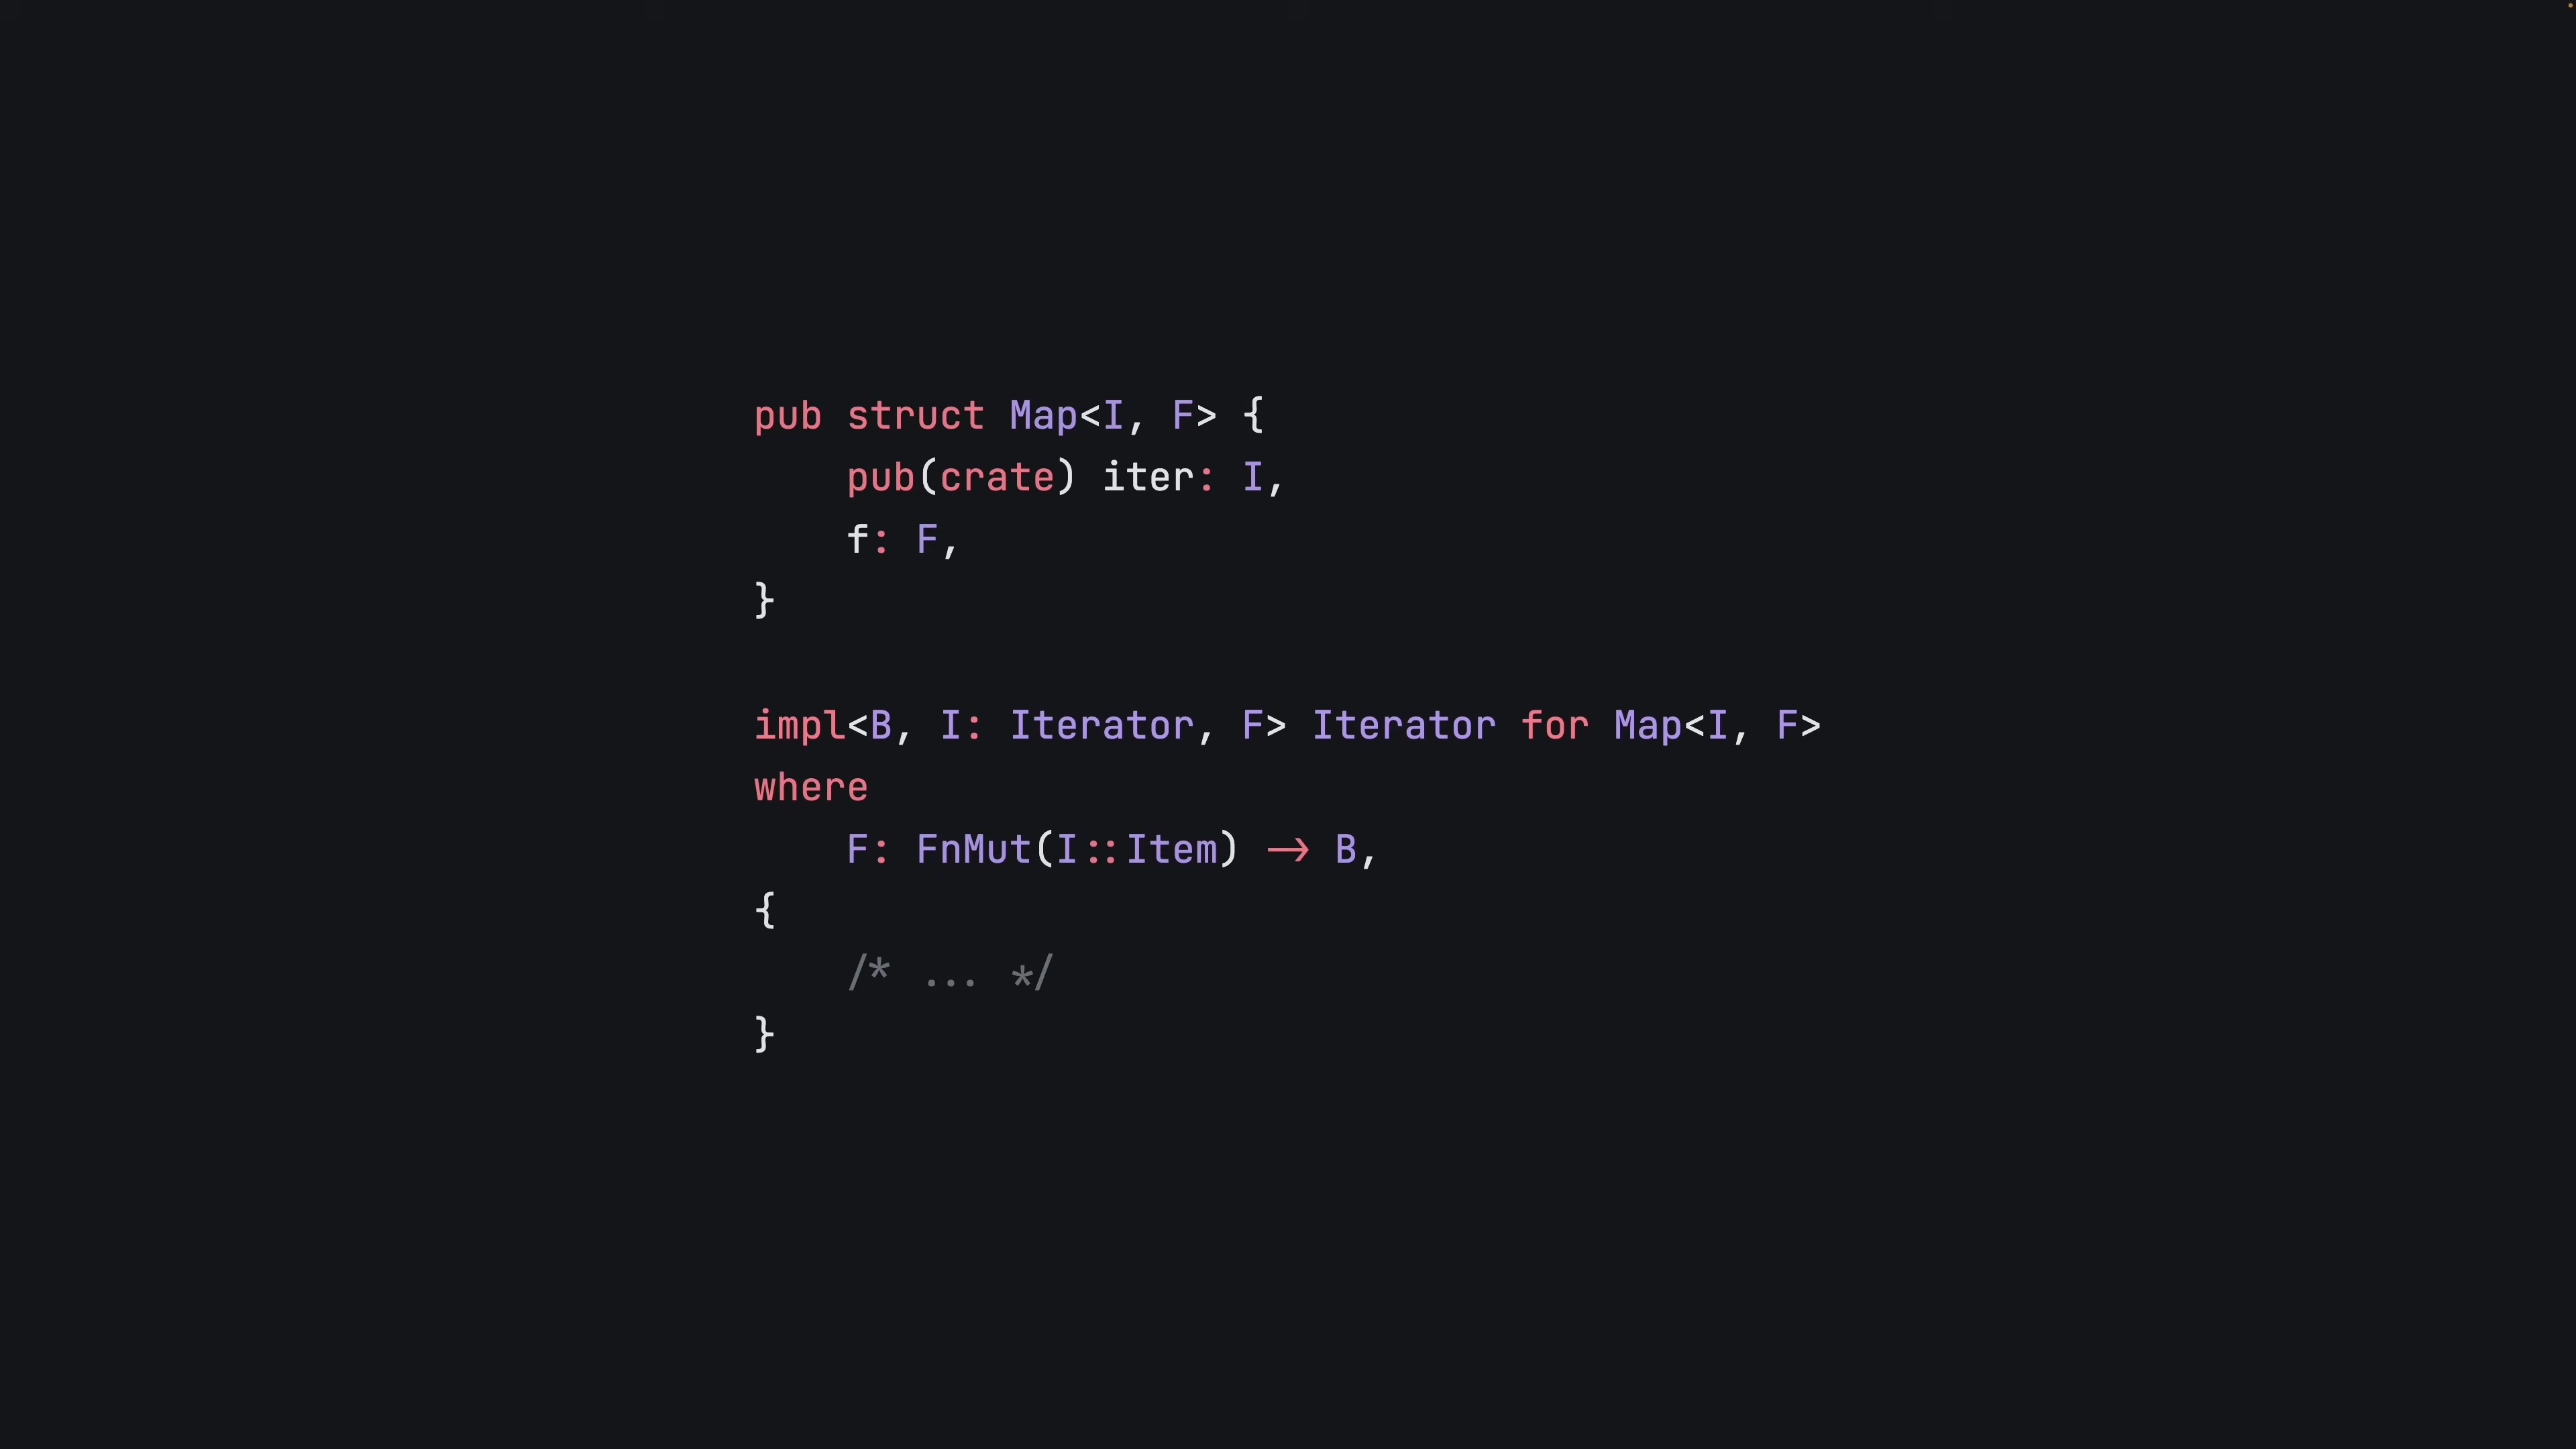 pub struct Map<I, F> {
    pub(crate) iter: I,
    f: F,
}

impl<B, I: Iterator, F> Iterator for Map<I, F>
where
    F: FnMut(I::Item) -> B,
{
    /* ... */
}